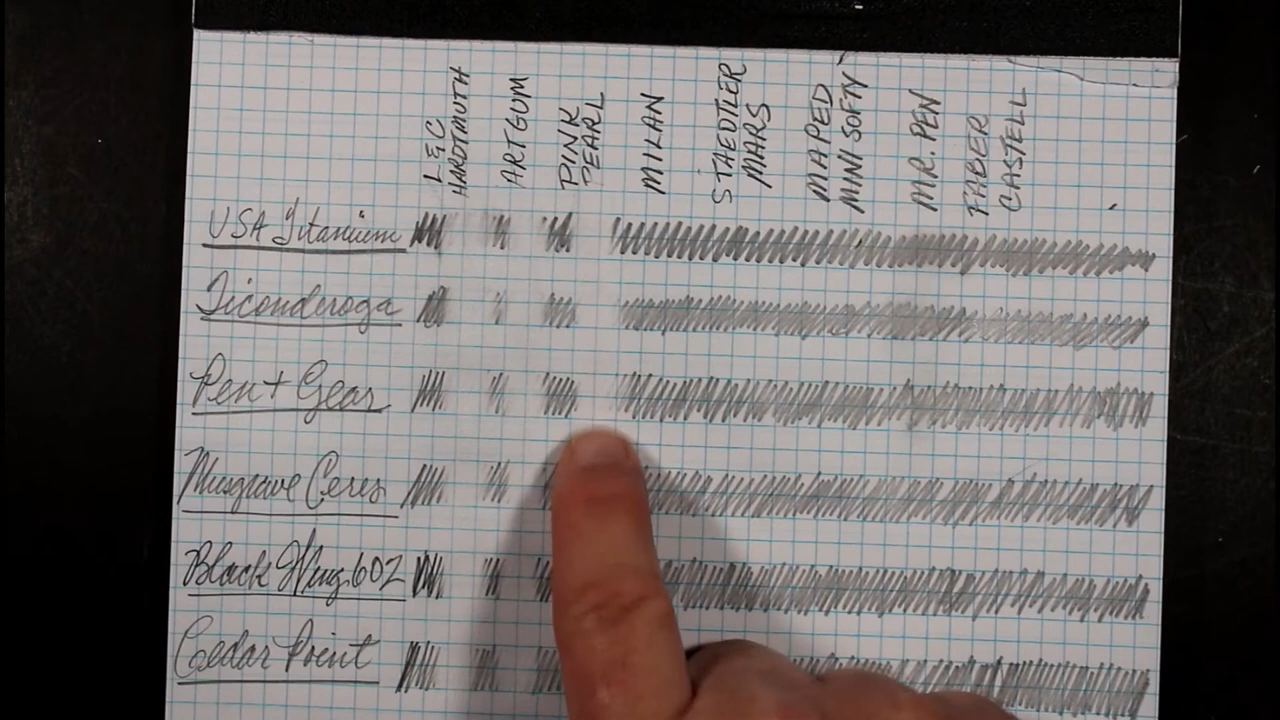 L&C
HARDTMUTH
ARTGUM
PINK
PEARL
MILAN
STAEDTLER
MARS
MAPED
MINI SOFTY
MR. PEN
FABER
CASTELL
USA Titanium
Ticonderoga
Pen + Gear
Musgrave Ceres
Black Wing 602
Cedar Point